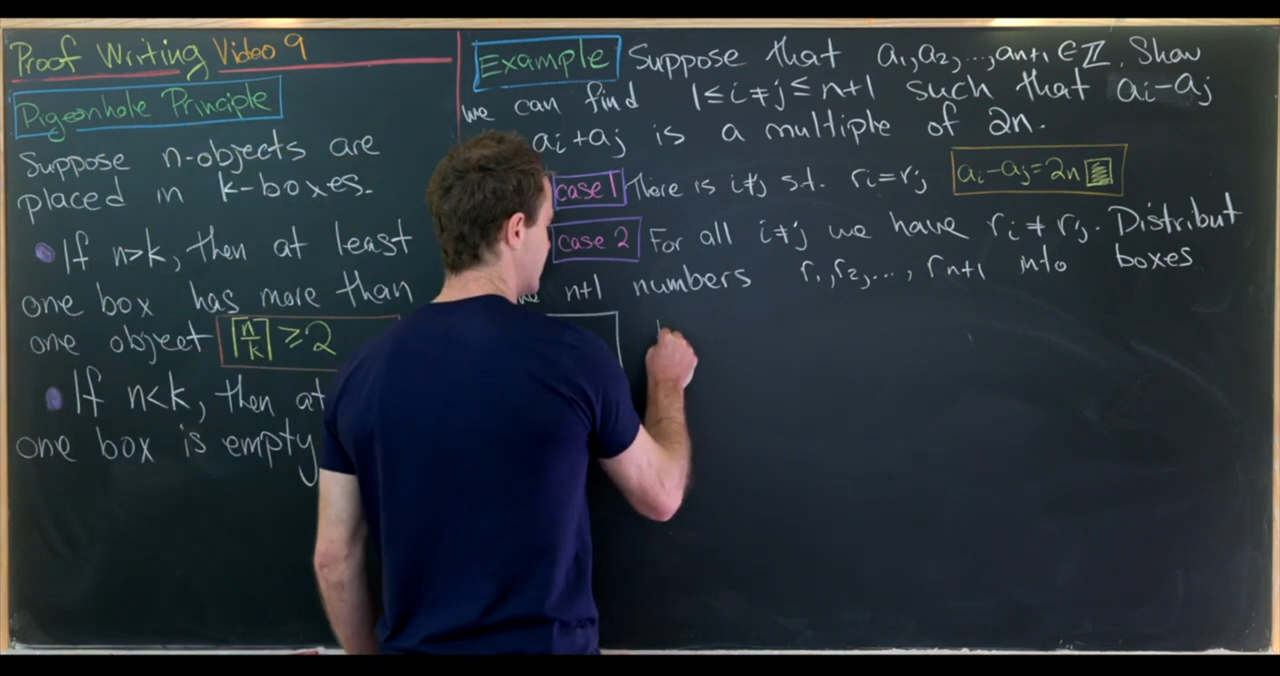 Proof Writing Video 9
Pigeonhole Principle
Suppose n-objects are
placed in k-boxes.
• If n>k, then at least
one box has more than
one object ⌈n/k⌉ ≥ 2
• If n<k, then at
one box is empty
Example Suppose that a₁,a₂,...,aₙ₊₁ ∈ ℤ. Show
we can find 1≤i≠j≤n+1 such that aᵢ-aⱼ
aᵢ+aⱼ is a multiple of 2n.
case 1 There is i≠j s.t. rᵢ=rⱼ aᵢ-aⱼ=2n
case 2 For all i≠j we have rᵢ≠rⱼ. Distribut
n+1 numbers r₁,r₂,...,rₙ₊₁ into boxes